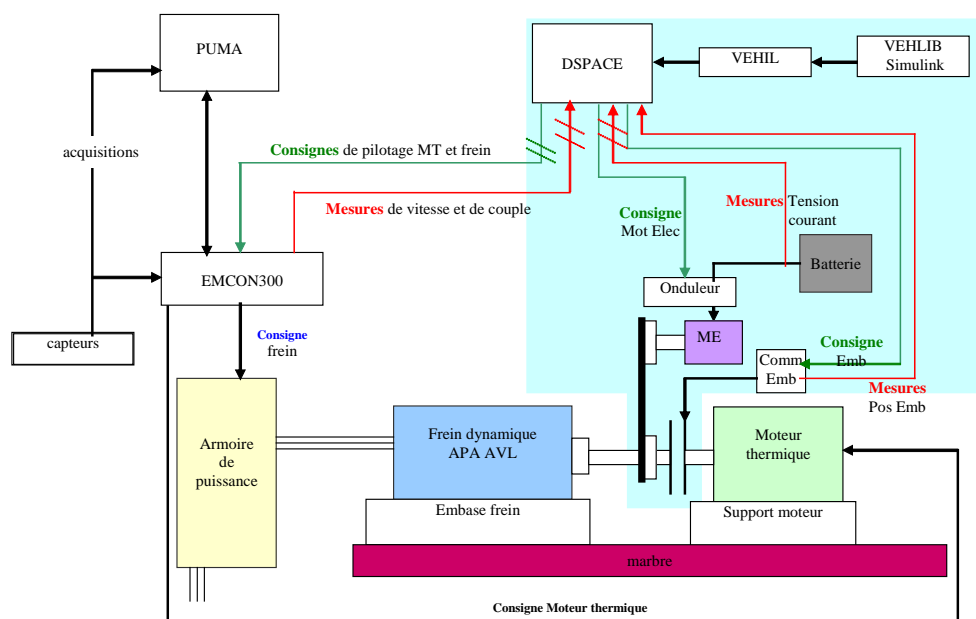 PUMA
DSPACE
VEHIL
VEHLIB
Simulink
acquisitions
Consignes de pilotage MT et frein
Mesures de vitesse et de couple
Consigne
Mot Elec
Mesures Tension
courant
EMCON300
Onduleur
Batterie
capteurs
Consigne
frein
ME
Consigne
Emb
Comm
Emb
Mesures
Pos Emb
Armoire
de
puissance
Frein dynamique
APA AVL
Moteur
thermique
Embase frein
Support moteur
marbre
Consigne Moteur thermique